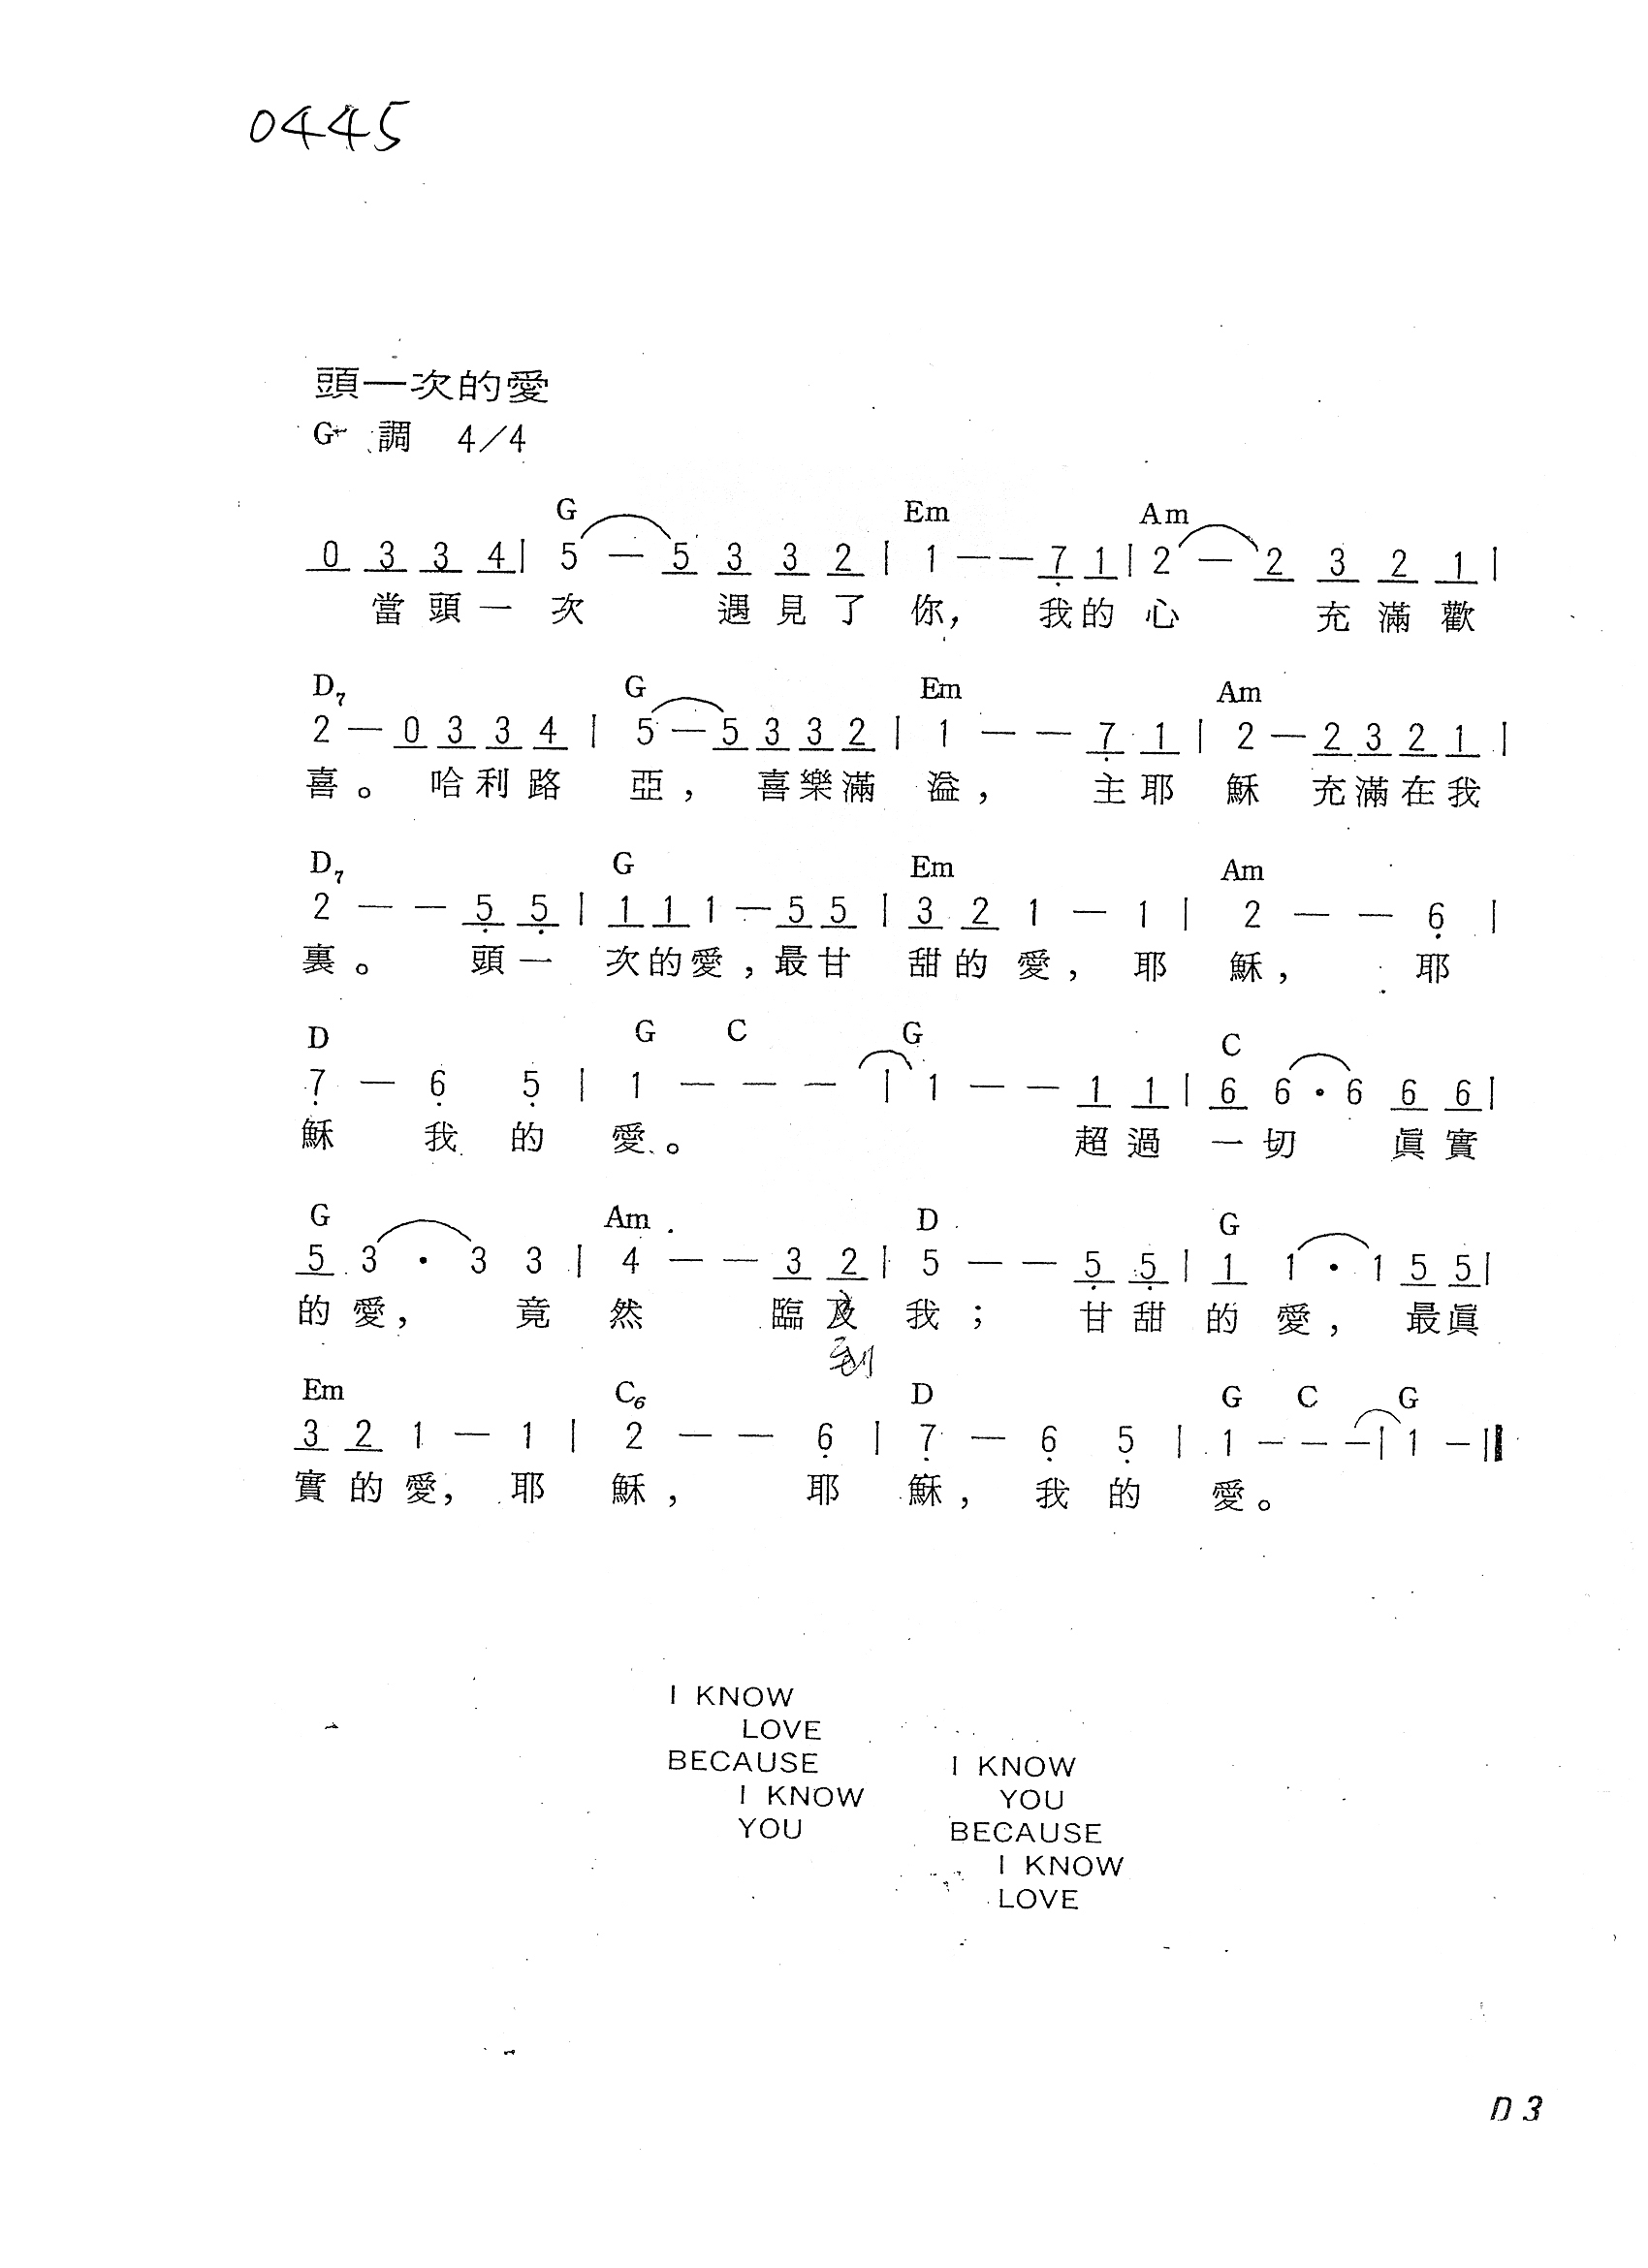 0445
頭一次的愛
G 調 4/4
G Em Am
0 3 3 4 | 5 — 5 3 3 2 | 1 — — 7 1 | 2 — 2 3 2 1 |
當頭一次 遇見了你, 我的心 充滿歡
D7 G Em Am
2 — 0 3 3 4 | 5 — 5 3 3 2 | 1 — — 7 1 | 2 — 2 3 2 1 |
喜。哈利路亞, 喜樂滿溢, 主耶穌 充滿在我
D7 G Em Am
2 — — 5 5 | 1 1 1 — 5 5 | 3 2 1 — 1 | 2 — — 6 |
裏。 頭一次的愛,最甘甜的愛, 耶穌, 耶
D G C G C
7 — 6 5 | 1 — — — | 1 — — 1 1 | 6 6 · 6 6 6 |
穌 我的愛。 超過一切 眞實
G Am D G
5 3 · 3 3 | 4 — — 3 2 | 5 — — 5 5 | 1 1 · 1 5 5 |
的愛, 竟然 臨及我; 甘甜的愛, 最眞
到
Em C6 D G C G
3 2 1 — 1 | 2 — — 6 | 7 — 6 5 | 1 — — — | 1 — ||
實的愛, 耶穌, 耶穌, 我的愛。
I KNOW
LOVE
BECAUSE
I KNOW
YOU
I KNOW
YOU
BECAUSE
I KNOW
LOVE
D3